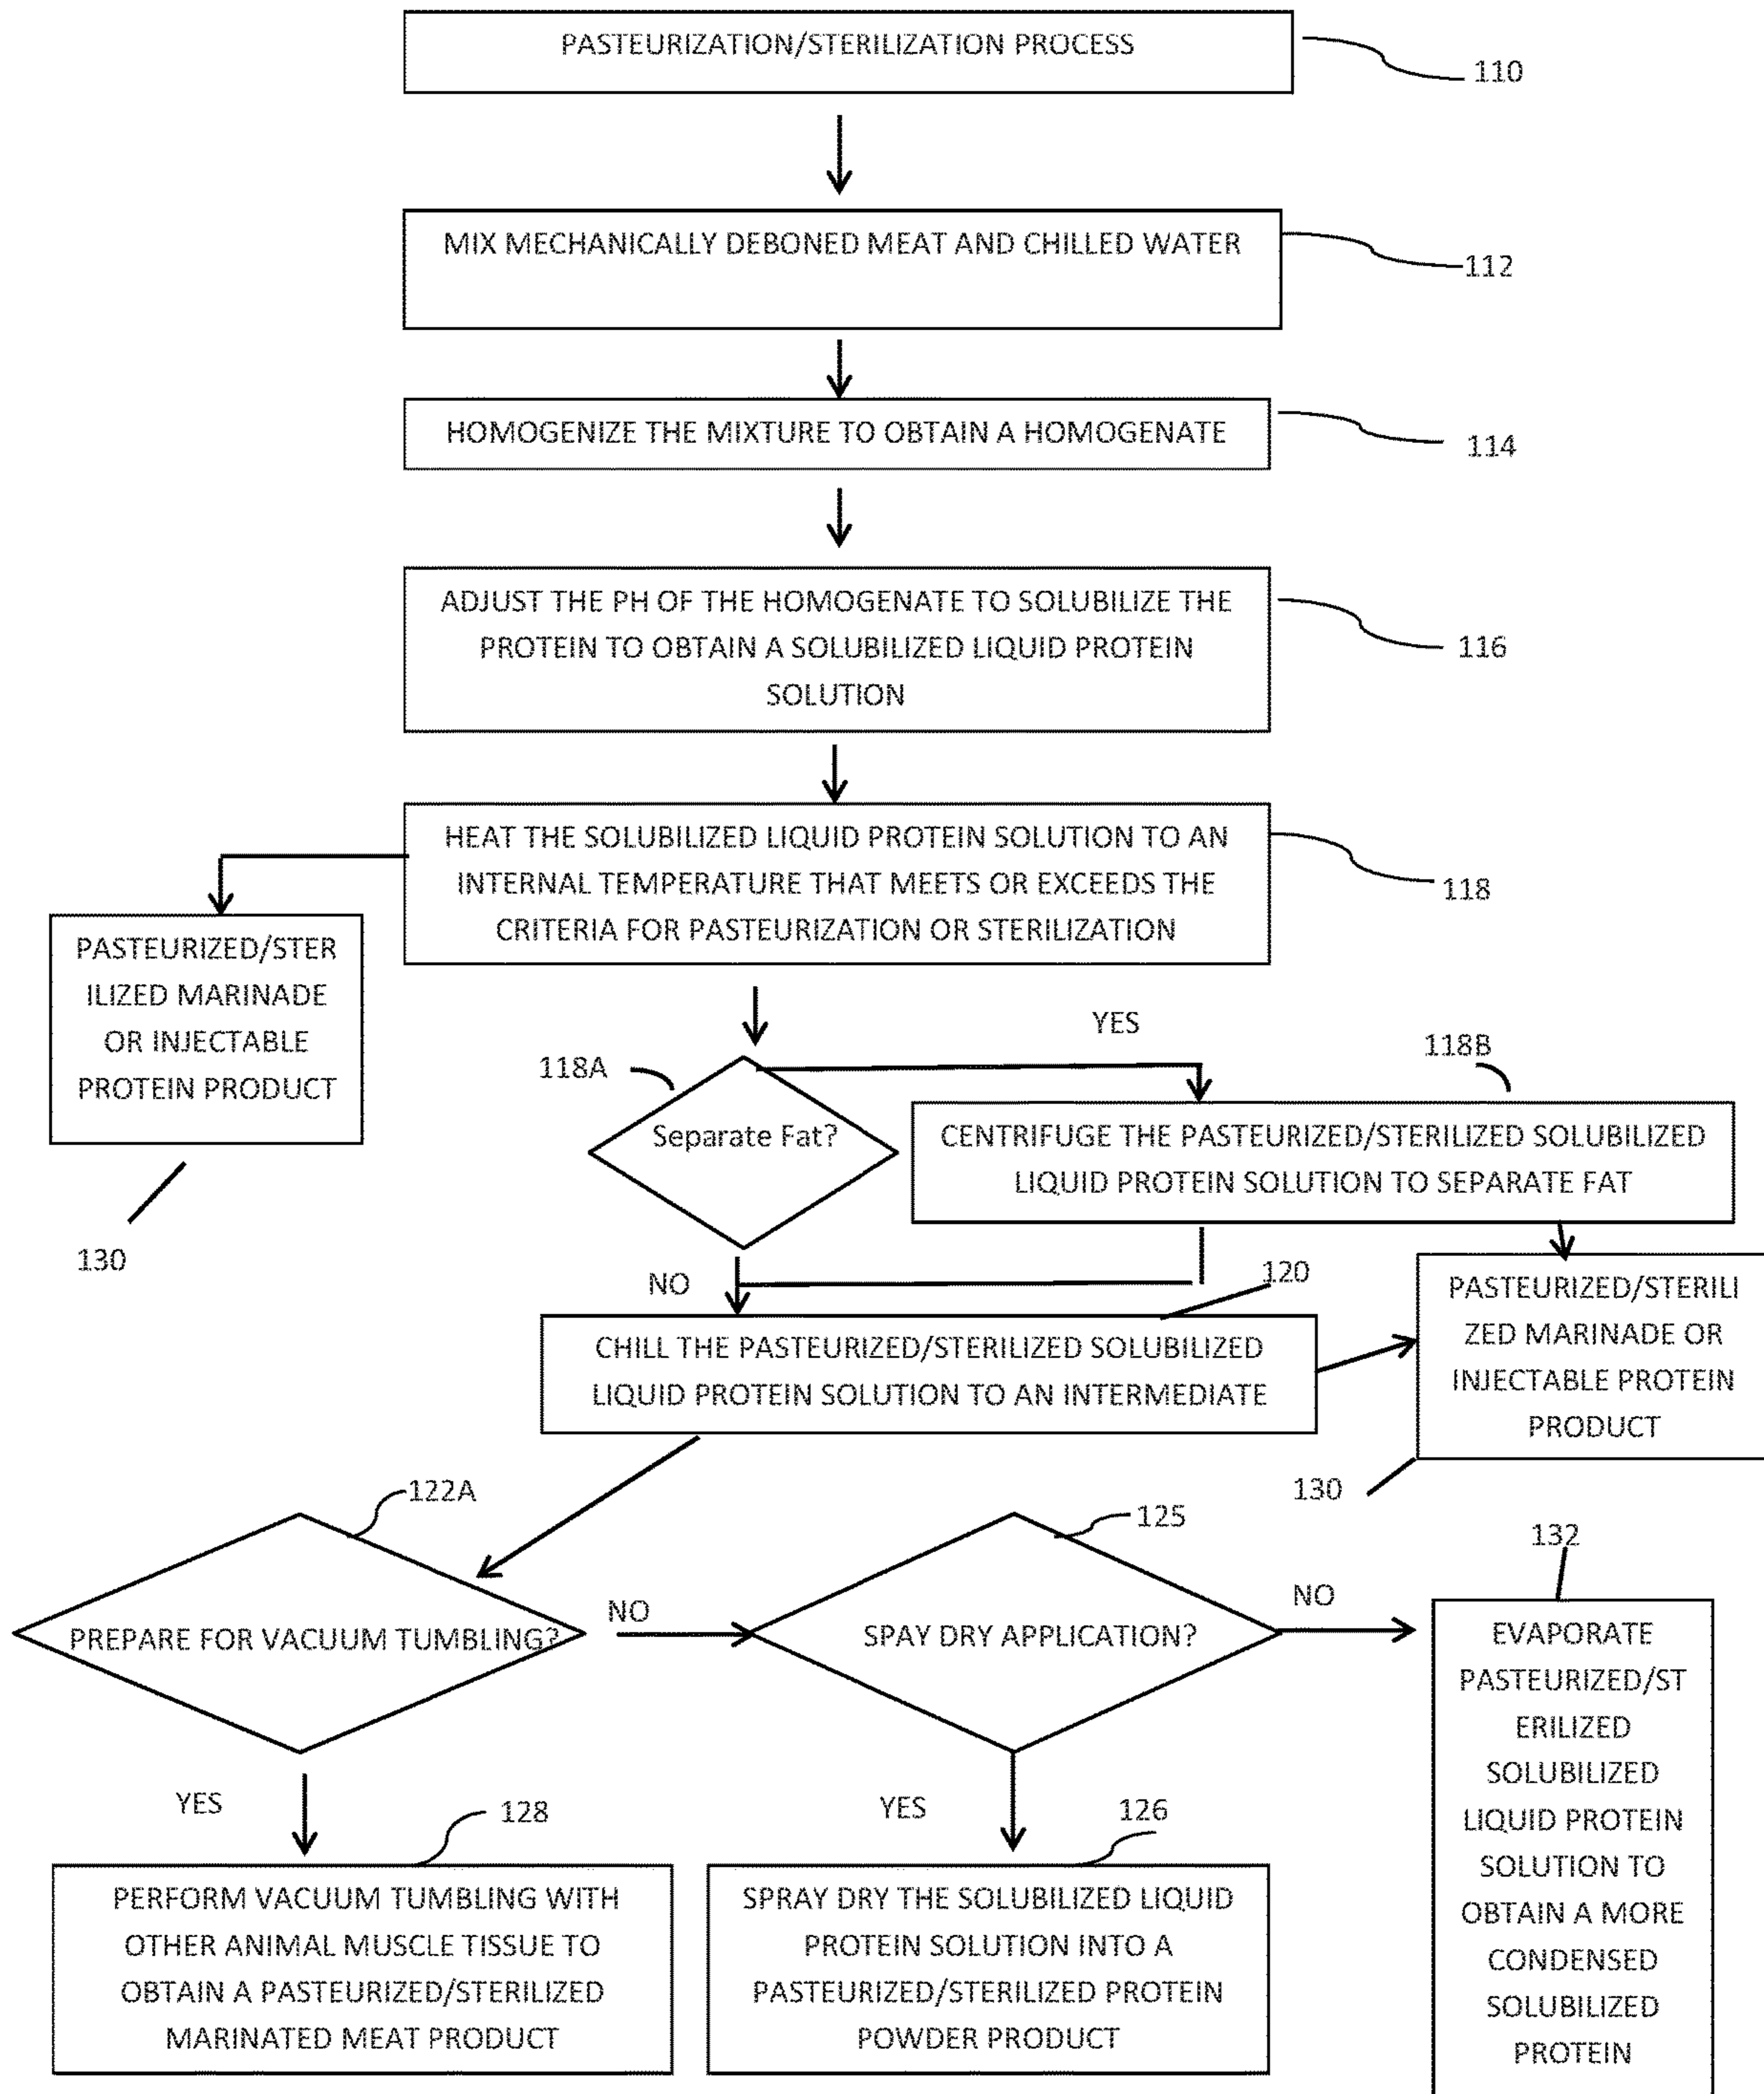 PASTEURIZATION/STERILIZATION PROCESS
110
MIX MECHANICALLY DEBONED MEAT AND CHILLED WATER
112
HOMOGENIZE THE MIXTURE TO OBTAIN A HOMOGENATE
114
ADJUST THE PH OF THE HOMOGENATE TO SOLUBILIZE THE
PROTEIN TO OBTAIN A SOLUBILIZED LIQUID PROTEIN
SOLUTION
116
HEAT THE SOLUBILIZED LIQUID PROTEIN SOLUTION TO AN
INTERNAL TEMPERATURE THAT MEETS OR EXCEEDS THE
CRITERIA FOR PASTEURIZATION OR STERILIZATION
118
PASTEURIZED/STER
ILIZED MARINADE
OR INJECTABLE
PROTEIN PRODUCT
130
118A
Separate Fat?
YES
118B
CENTRIFUGE THE PASTEURIZED/STERILIZED SOLUBILIZED
LIQUID PROTEIN SOLUTION TO SEPARATE FAT
NO
120
CHILL THE PASTEURIZED/STERILIZED SOLUBILIZED
LIQUID PROTEIN SOLUTION TO AN INTERMEDIATE
PASTEURIZED/STERILI
ZED MARINADE OR
INJECTABLE PROTEIN
PRODUCT
130
122A
PREPARE FOR VACUUM TUMBLING?
NO
125
SPAY DRY APPLICATION?
NO
132
EVAPORATE
PASTEURIZED/ST
ERILIZED
SOLUBILIZED
LIQUID PROTEIN
SOLUTION TO
OBTAIN A MORE
CONDENSED
SOLUBILIZED
PROTEIN
YES
128
PERFORM VACUUM TUMBLING WITH
OTHER ANIMAL MUSCLE TISSUE TO
OBTAIN A PASTEURIZED/STERILIZED
MARINATED MEAT PRODUCT
YES
126
SPRAY DRY THE SOLUBILIZED LIQUID
PROTEIN SOLUTION INTO A
PASTEURIZED/STERILIZED PROTEIN
POWDER PRODUCT